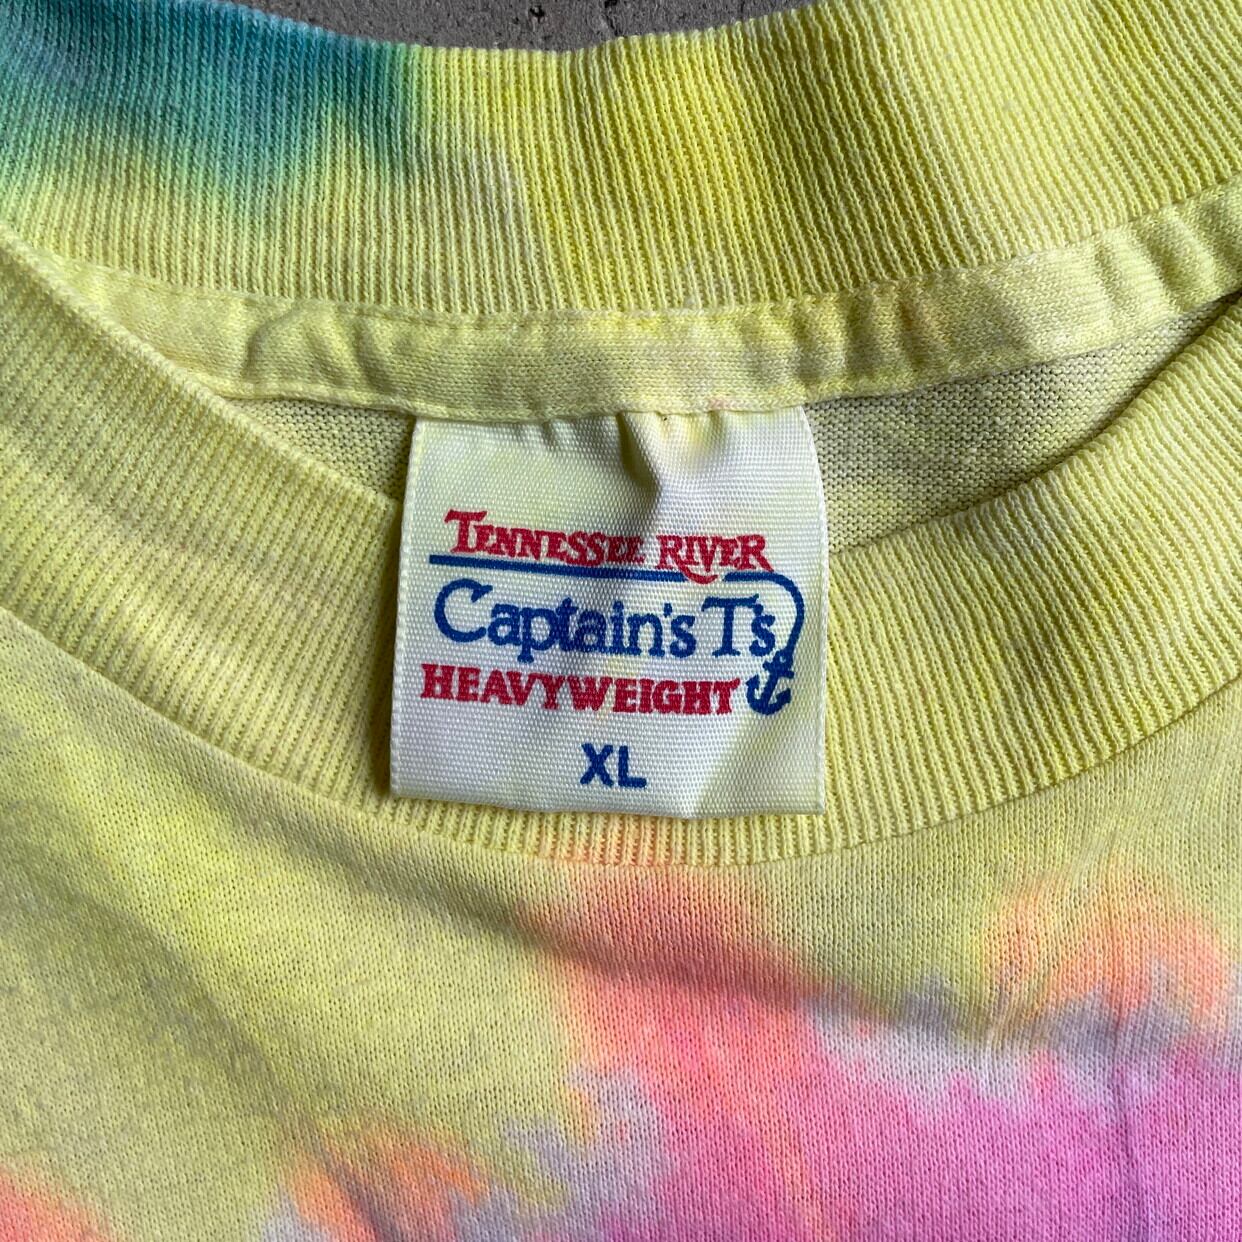 TENNESSEE RIVER
Captain's T's
HEAVYWEIGHT
XL